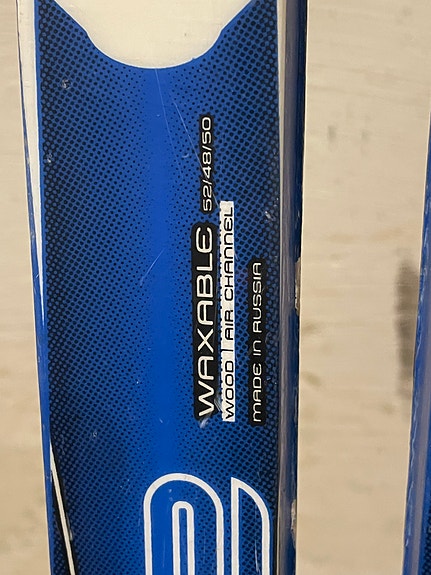 WAXABLE 52/48/50
WOOD | AIR CHANNEL
MADE IN RUSSIA